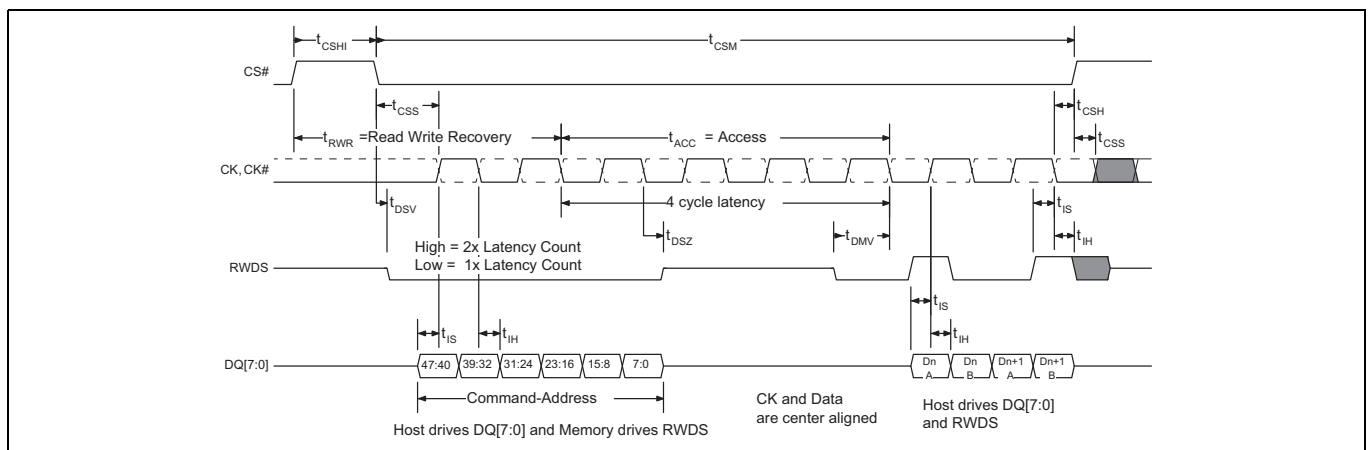 tCSHI
tCSM
CS#
tCSS
tCSH
tRWR =Read Write Recovery
tACC = Access
tCSS
CK, CK#
4 cycle latency
tDSV
tIS
tDSZ
tDMV
tIH
High = 2x Latency Count
Low = 1x Latency Count
RWDS
tIS
tIS
tIH
tIH
DQ[7:0]
47:40 39:32 31:24 23:16 15:8 7:0
Dn Dn Dn+1 Dn+1
A B A B
Command-Address
CK and Data
are center aligned
Host drives DQ[7:0]
and RWDS
Host drives DQ[7:0] and Memory drives RWDS